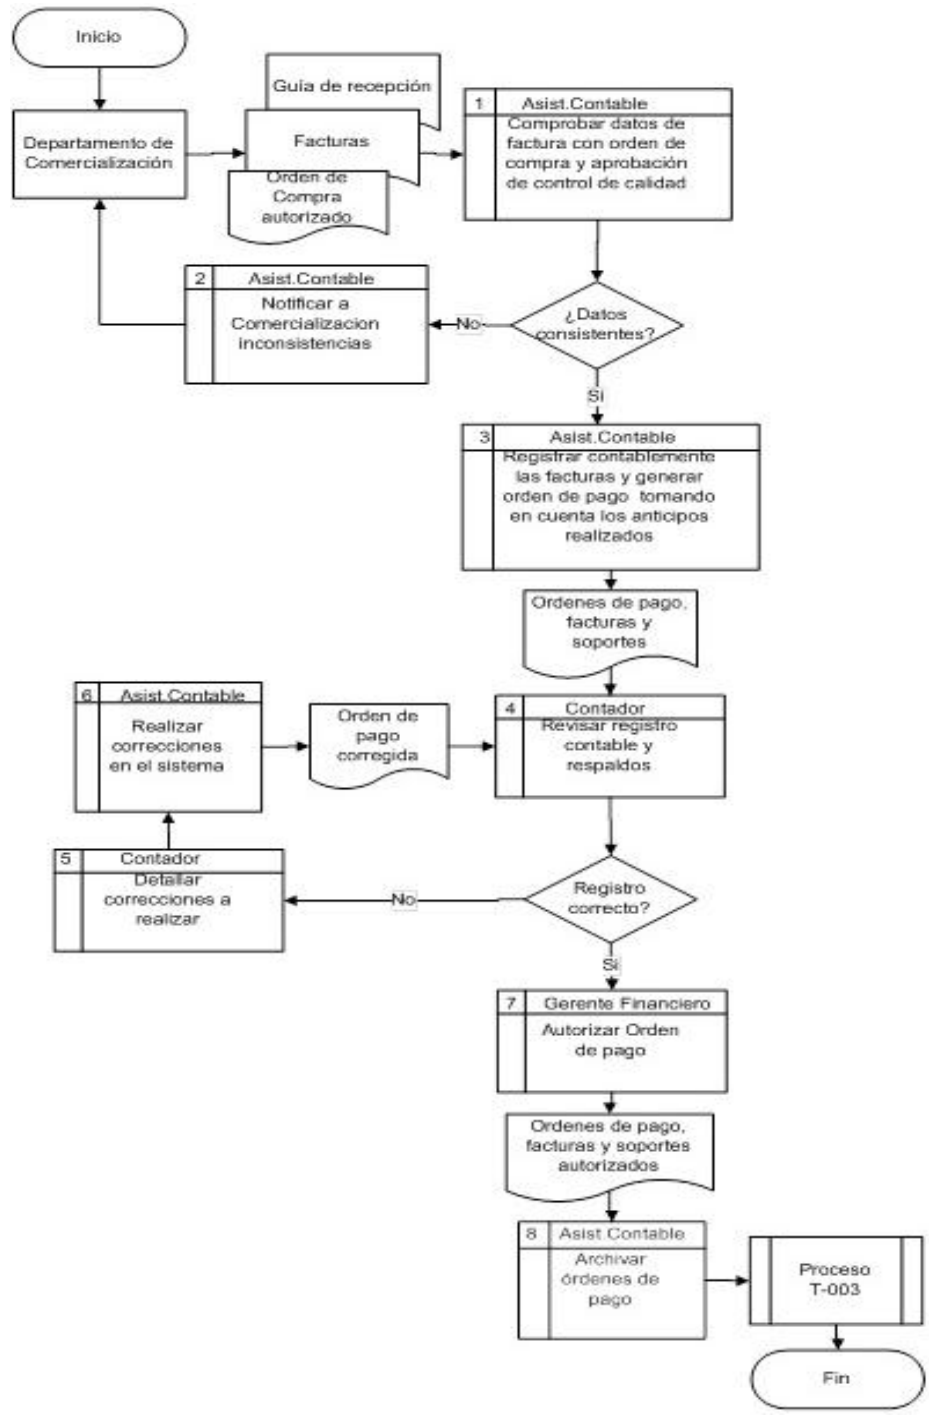 Inicio
Departamento de
Comercialización
Guía de recepción
Facturas
Orden de
Compra
autorizado
1
Asist.Contable
Comprobar datos de
factura con orden de
compra y aprobación
de control de calidad
2
Asist.Contable
Notificar a
Comercializacion
inconsistencias
No
¿Datos
consistentes?
Si
3
Asist.Contable
Registrar contablemente
las facturas y generar
orden de pago tomando
en cuenta los anticipos
realizados
Ordenes de pago,
facturas y
soportes
6
Asist.Contable
Realizar
correcciones
en el sistema
Orden de
pago
corregida
4
Contador
Revisar registro
contable y
respaldos
5
Contador
Detallar
correcciones a
realizar
No
Registro
correcto?
Si
7
Gerente Financiero
Autorizar Orden
de pago
Ordenes de pago,
facturas y soportes
autorizados
8
Asist.Contable
Archivar
órdenes de
pago
Proceso
T-003
Fin